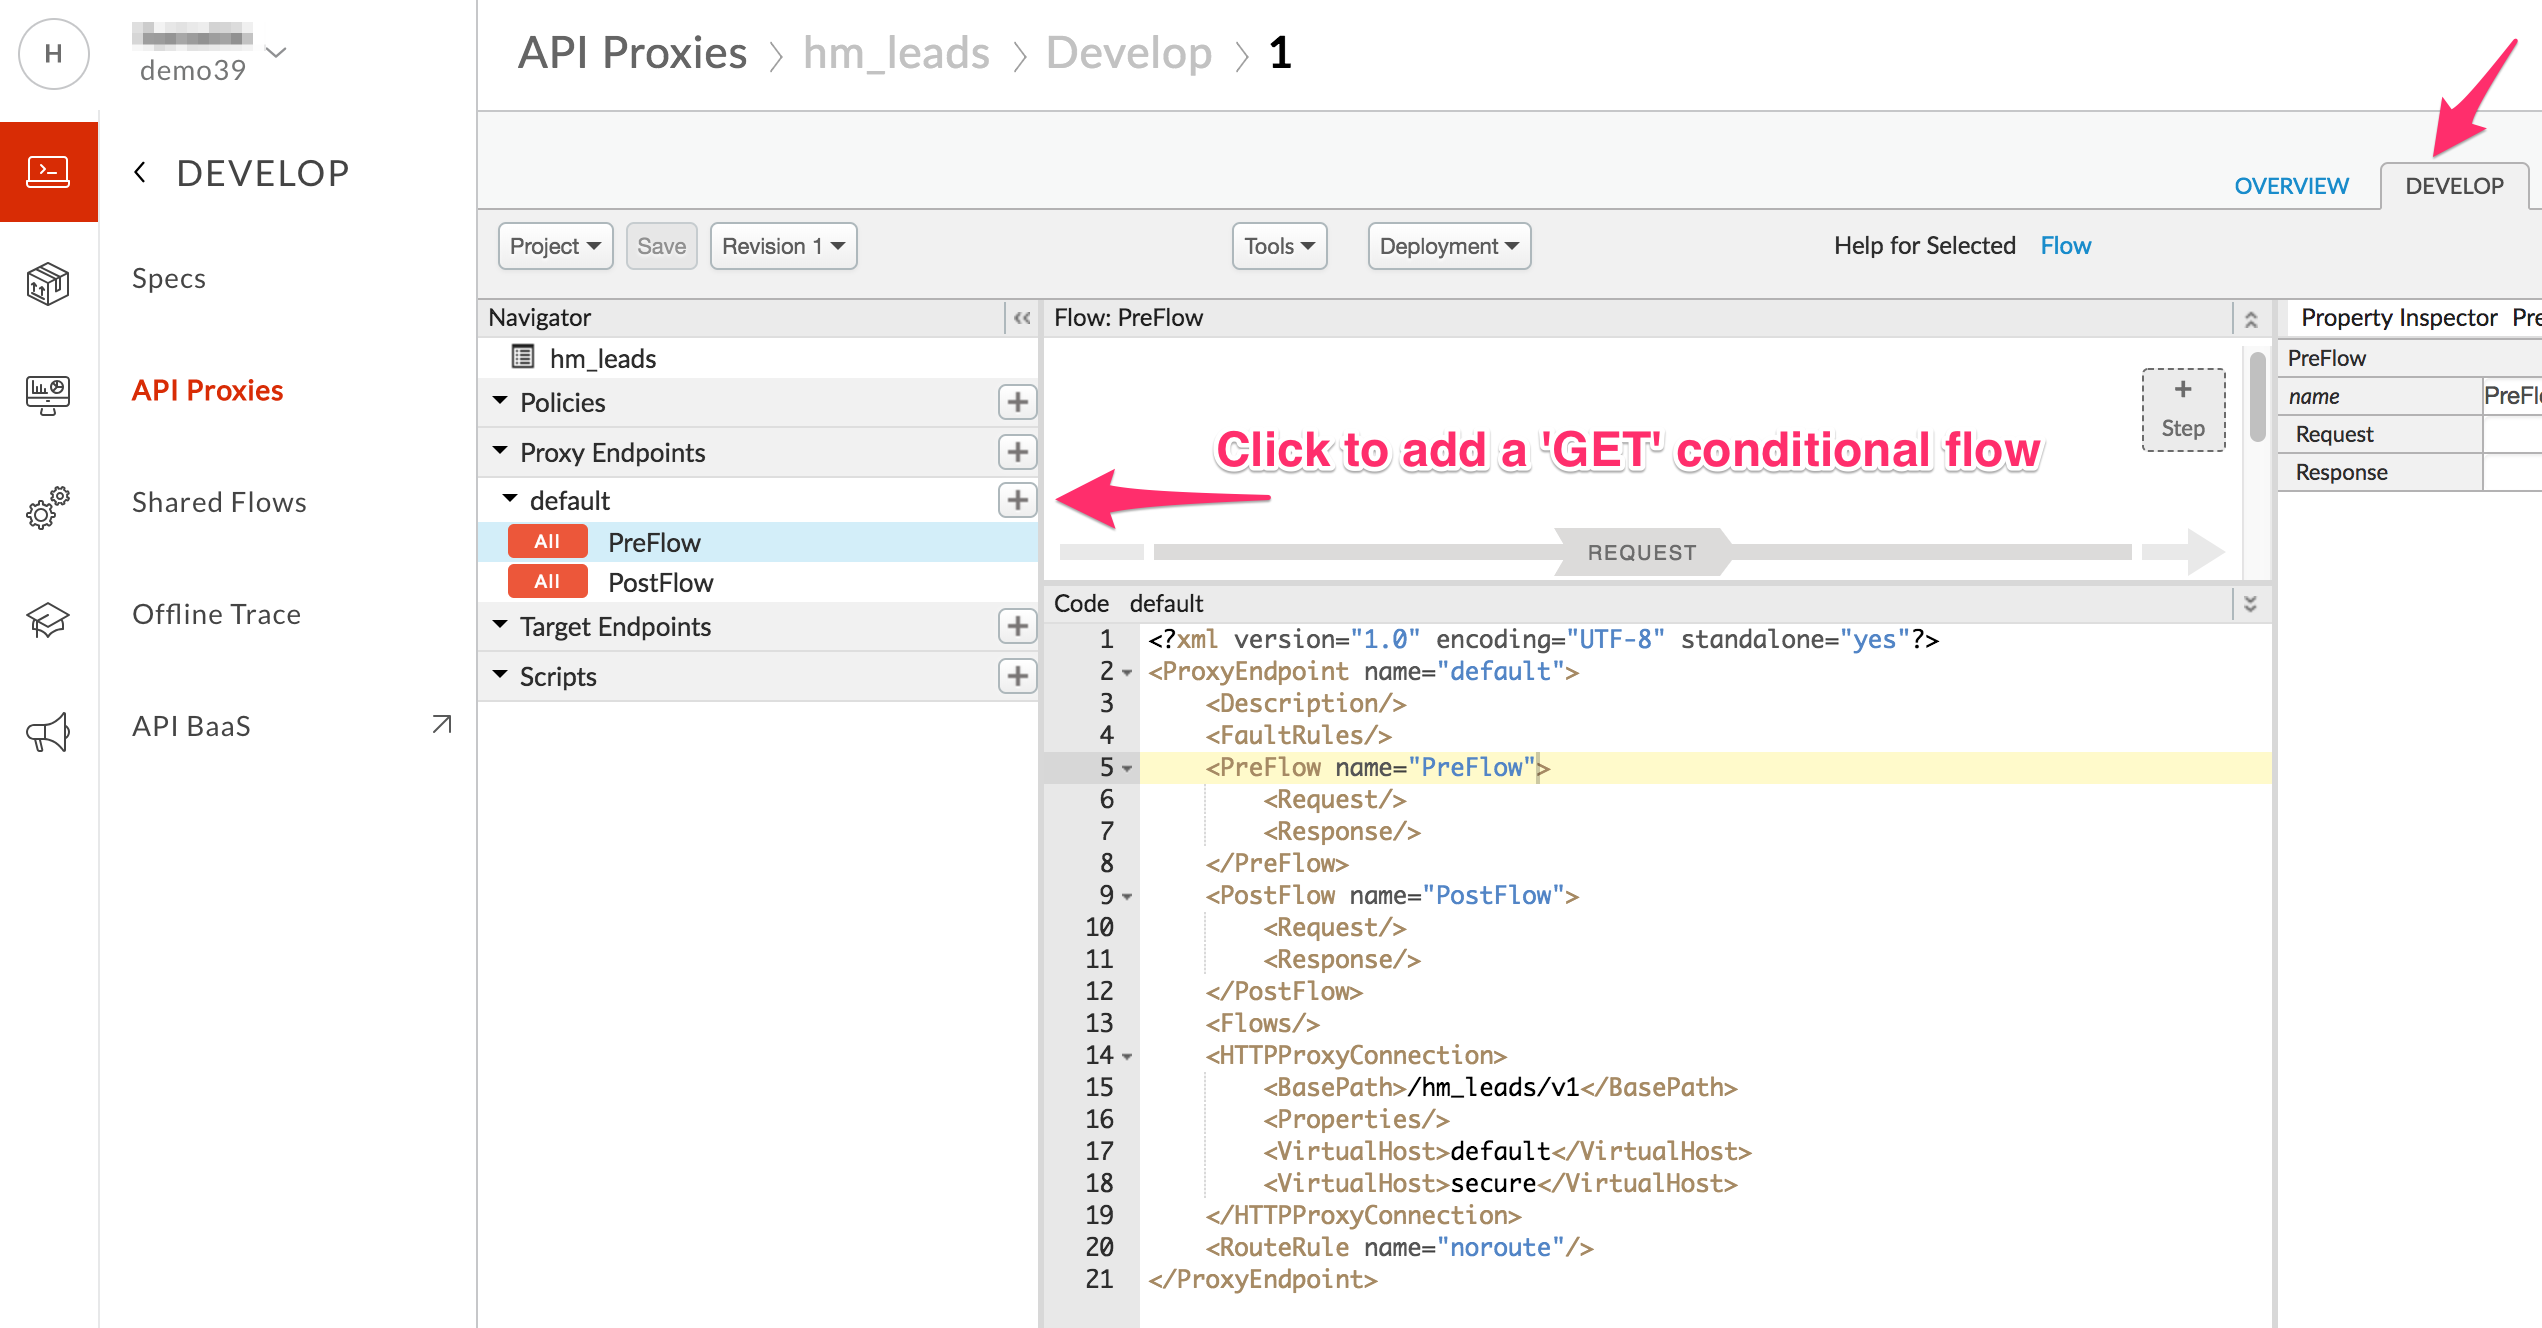 H
demo39
API Proxies > hm_leads > Develop > 1
DEVELOP
Specs
API Proxies
Shared Flows
Offline Trace
API BaaS
OVERVIEW
DEVELOP
Project
Save
Revision 1
Tools
Deployment
Help for Selected Flow
Navigator
hm_leads
Policies
Proxy Endpoints
default
All PreFlow
All PostFlow
Target Endpoints
Scripts
Flow: PreFlow
+
Step
Click to add a 'GET' conditional flow
REQUEST
Code default
1 <?xml version="1.0" encoding="UTF-8" standalone="yes"?>
2 <ProxyEndpoint name="default">
3 <Description/>
4 <FaultRules/>
5 <PreFlow name="PreFlow">
6 <Request/>
7 <Response/>
8 </PreFlow>
9 <PostFlow name="PostFlow">
10 <Request/>
11 <Response/>
12 </PostFlow>
13 <Flows/>
14 <HTTPProxyConnection>
15 <BasePath>/hm_leads/v1</BasePath>
16 <Properties/>
17 <VirtualHost>default</VirtualHost>
18 <VirtualHost>secure</VirtualHost>
19 </HTTPProxyConnection>
20 <RouteRule name="noroute"/>
21 </ProxyEndpoint>
Property Inspector Pre
PreFlow
name PreFl
Request
Response